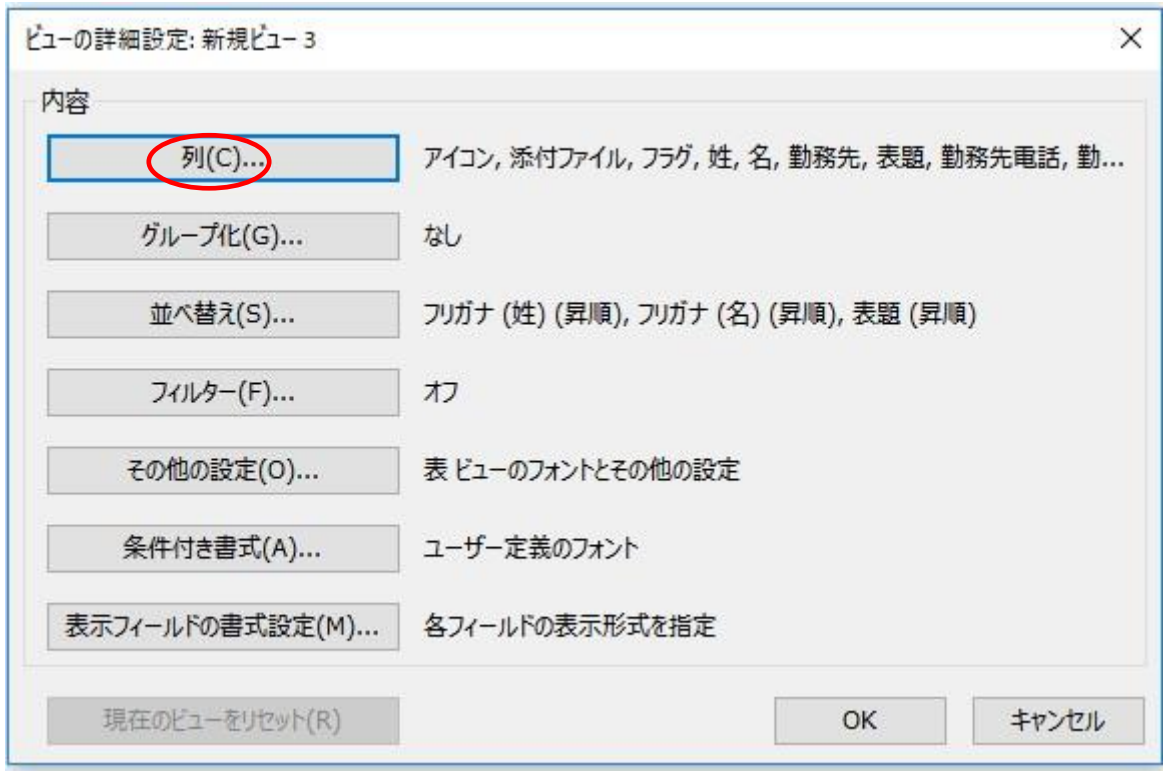 ビューの詳細設定: 新規ビュー 3
内容
列(C)... アイコン, 添付ファイル, フラグ, 姓, 名, 勤務先, 表題, 勤務先電話, 勤...
グループ化(G)... なし
並べ替え(S)... フリガナ (姓) (昇順), フリガナ (名) (昇順), 表題 (昇順)
フィルター(F)... オフ
その他の設定(O)... 表 ビューのフォントとその他の設定
条件付き書式(A)... ユーザー定義のフォント
表示フィールドの書式設定(M)... 各フィールドの表示形式を指定
現在のビューをリセット(R) OK キャンセル